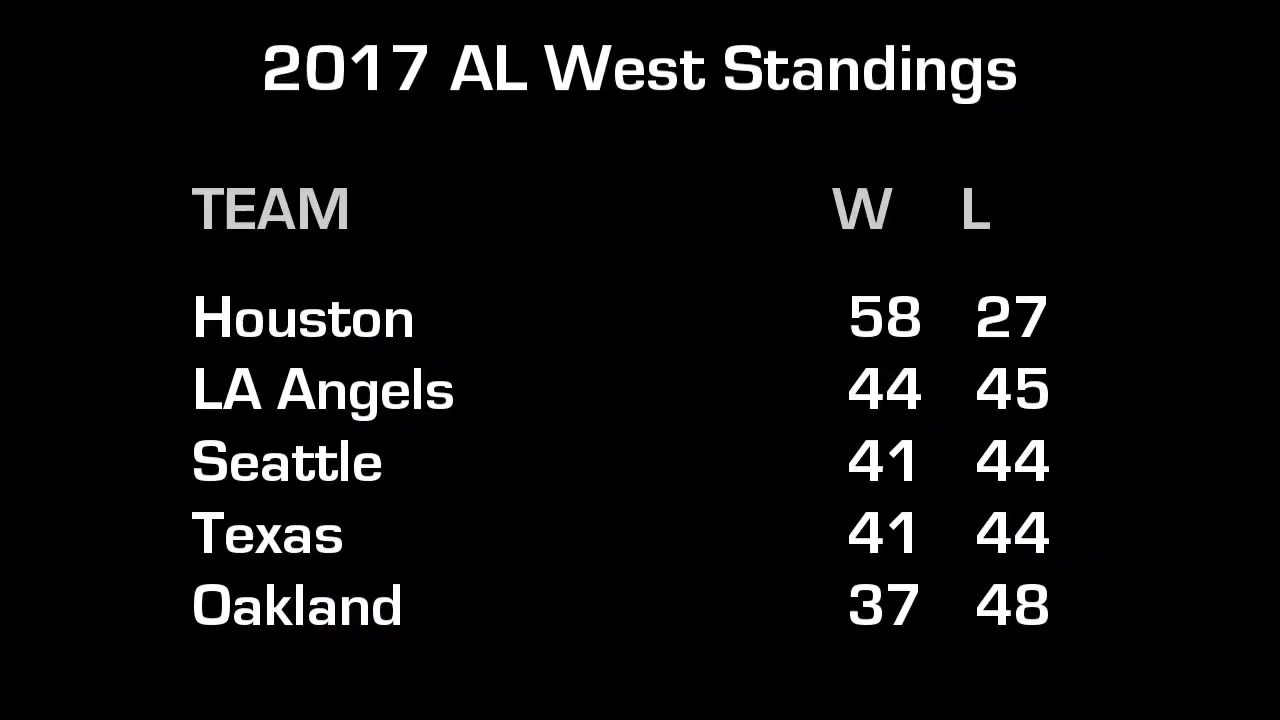 2017 AL West Standings
TEAM W L
Houston 58 27
LA Angels 44 45
Seattle 41 44
Texas 41 44
Oakland 37 48